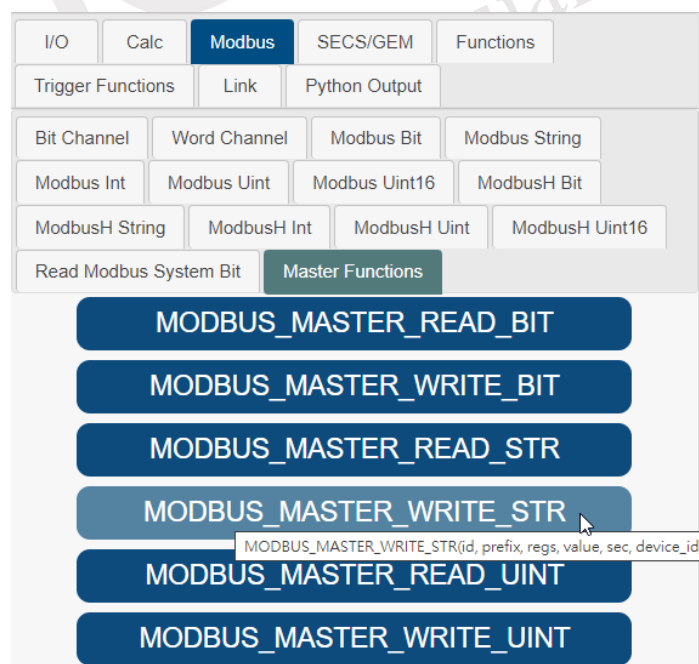 I/O Calc Modbus SECS/GEM Functions
Trigger Functions Link Python Output
Bit Channel Word Channel Modbus Bit Modbus String
Modbus Int Modbus Uint Modbus Uint16 ModbusH Bit
ModbusH String ModbusH Int ModbusH Uint ModbusH Uint16
Read Modbus System Bit Master Functions
MODBUS_MASTER_READ_BIT
MODBUS_MASTER_WRITE_BIT
MODBUS_MASTER_READ_STR
MODBUS_MASTER_WRITE_STR
MODBUS_MASTER_WRITE_STR(id, prefix, regs, value, sec, device_id
MODBUS_MASTER_READ_UINT
MODBUS_MASTER_WRITE_UINT